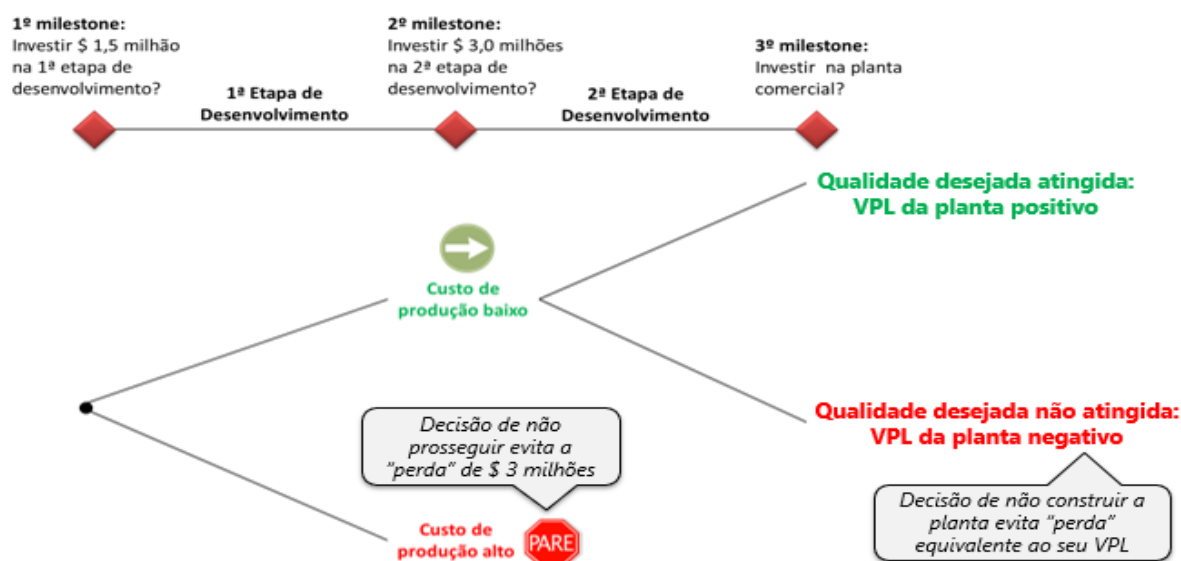 1º milestone:
Investir $ 1,5 milhão
na 1ª etapa de
desenvolvimento?
1ª Etapa de
Desenvolvimento
2º milestone:
Investir $ 3,0 milhões
na 2ª etapa de
desenvolvimento?
2ª Etapa de
Desenvolvimento
3º milestone:
Investir na planta
comercial?
Qualidade desejada atingida:
VPL da planta positivo
Custo de
produção baixo
Decisão de não
prosseguir evita a
"perda" de $ 3 milhões
Qualidade desejada não atingida:
VPL da planta negativo
Decisão de não construir a
planta evita "perda"
equivalente ao seu VPL
Custo de
produção alto
PARE